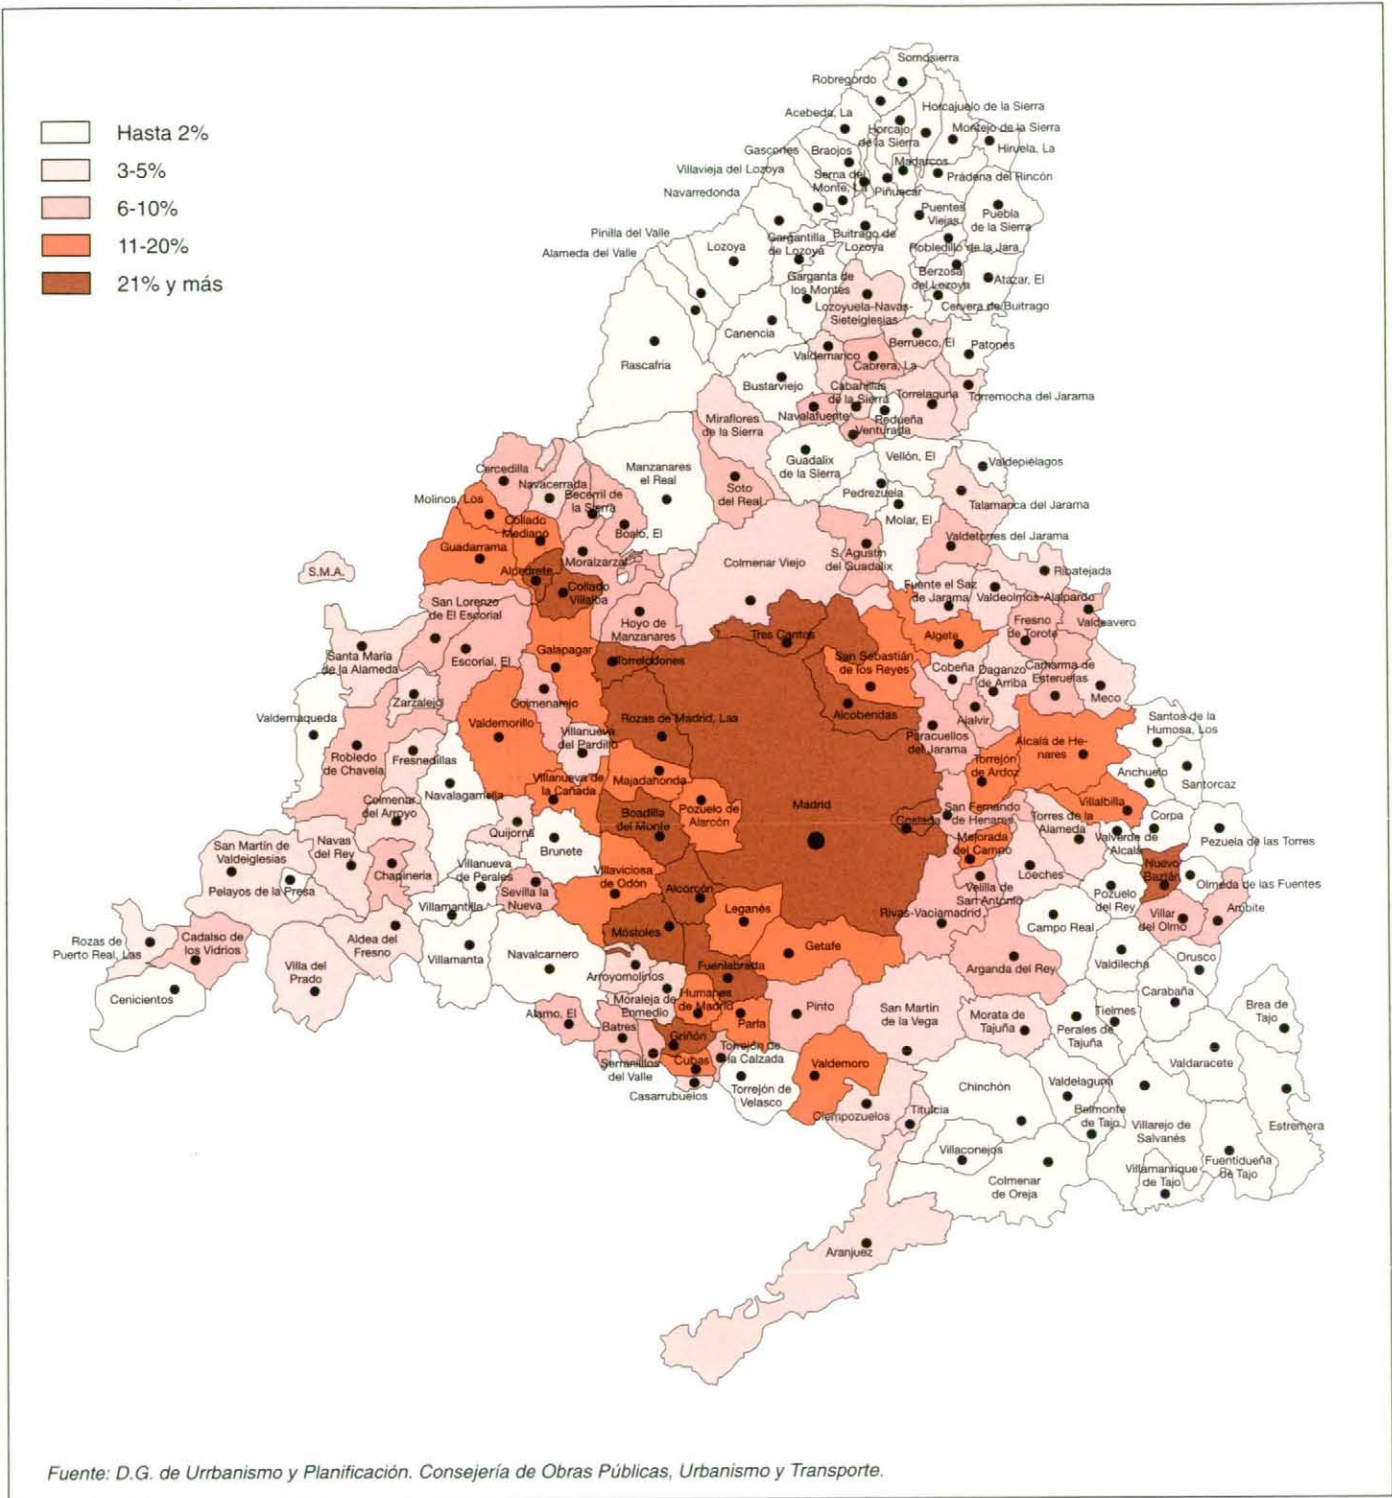 Hasta 2%
3-5%
6-10%
11-20%
21% y más
Somosierra
Robregordo
Acebeda, La
Horcajuelo de la Sierra
Horcajo
de la Sierra
Montejo de la Sierra
Hiruela, La
Gascones
Braojos
Madarcos
Villavieja del Lozoya
Serna del
Monte, La
Piñuecar
Prádena del Rincón
Navarredonda
Puentes
Viejas
Puebla
de la Sierra
Pinilla del Valle
Alameda del Valle
Lozoya
Gargantilla
de Lozoya
Buitrago de
Lozoya
Robledillo de la Jara
Garganta de
los Montes
Berzosa
del Lozoya
Atazar, El
Lozoyuela-Navas-
Sieteiglesias
Cervera de Buitrago
Canencia
Rascafria
Valdemanco
Cabrera, La
Berrueco, El
Patones
Bustarviejo
Cabanillas
de la Sierra
Torrelaguna
Torremocha del Jarama
Miraflores
de la Sierra
Navalafuente
Redueña
Venturada
Cercedilla
Navacerrada
Manzanares
el Real
Guadalix
de la Sierra
Vellón, El
Valdepiélagos
Molinos, Los
Becerril de
la Sierra
Soto
del Real
Pedrezuela
Talamanca del Jarama
Collado
Mediano
Boalo, El
Molar, El
Guadarrama
Moralzarzal
Colmenar Viejo
S. Agustín
del Guadalix
Valdetorres del Jarama
S.M.A.
Alpedrete
Collado
Villalba
Ribatejada
San Lorenzo
de El Escorial
Fuente el Saz
de Jarama
Valdeolmos-Alalpardo
Hoyo de
Manzanares
Tres Cantos
Algete
Fresno
de Torote
Valdeavero
Santa María
de la Alameda
Escorial, El
Galapagar
Torrelodones
San Sebastián
de los Reyes
Cobeña
Daganzo
de Arriba
Camarma de
Esteruelas
Meco
Zarzalejo
Colmenarejo
Valdemaqueda
Valdemorillo
Rozas de Madrid, Laa
Alcobendas
Ajalvir
Santos de la
Humosa, Los
Robledo
de Chavela
Fresnedillas
Villanueva
del Pardillo
Paracuellos
del Jarama
Alcalá de He-
nares
Torrejón
de Ardoz
Anchuelo
Santorcaz
Colmenar
del Arroyo
Navalagamella
Villanueva de
la Cañada
Majadahonda
Pozuelo de
Alarcón
Madrid
Coslada
San Fernando
de Henares
Villalbilla
Quijorna
Boadilla
del Monte
Torres de la
Alameda
Corpa
Valverde de
Alcalá
Pezuela de las Torres
San Martín de
Valdeiglesias
Navas
del Rey
Brunete
Mejorada
del Campo
Pelayos de la Presa
Chapinería
Villanueva
de Perales
Villaviciosa
de Odón
Loeches
Nuevo
Baztán
Sevilla la
Nueva
Alcorcón
Velilla de
San Antonio
Pozuelo
del Rey
Olmeda de las Fuentes
Villamantilla
Leganés
Rivas-Vaciamadrid
Villar
del Olmo
Ambite
Rozas de
Puerto Real, Las
Cadalso de
los Vidrios
Aldea del
Fresno
Móstoles
Campo Real
Villa del
Prado
Villamanta
Navalcarnero
Getafe
Valdilecha
Orusco
Cenicientos
Arroyomolinos
Fuenlabrada
Arganda del Rey
Carabaña
Moraleja de
Enmedio
Humanes
de Madrid
Pinto
San Martín
de la Vega
Morata de
Tajuña
Tielmes
Brea de
Tajo
Alamo, El
Batres
Parla
Perales de
Tajuña
Griñón
Torrejón de
la Calzada
Serranillos
del Valle
Cubas
Valdemoro
Valdaracete
Casarrubuelos
Torrejón de
Velasco
Chinchón
Valdelaguna
Ciempozuelos
Titulcia
Belmonte
de Tajo
Villarejo de
Salvanés
Estremera
Villaconejos
Colmenar
de Oreja
Villamanrique
de Tajo
Fuentidueña
de Tajo
Aranjuez
Fuente: D.G. de Urrbanismo y Planificación. Consejería de Obras Públicas, Urbanismo y Transporte.